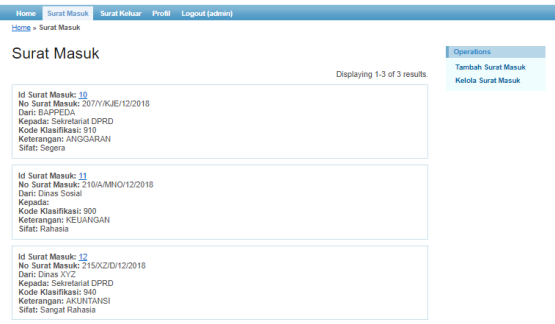 Home Surat Masuk Surat Keluar Profil Logout (admin)
Home » Surat Masuk
Surat Masuk
Displaying 1-3 of 3 results.
Id Surat Masuk: 10
No Surat Masuk: 207/Y/KJE/12/2018
Dari: BAPPEDA
Kepada: Sekretariat DPRD
Kode Klasifikasi: 910
Keterangan: ANGGARAN
Sifat: Segera
Id Surat Masuk: 11
No Surat Masuk: 210/A/MNO/12/2018
Dari: Dinas Sosial
Kepada:
Kode Klasifikasi: 900
Keterangan: KEUANGAN
Sifat: Rahasia
Id Surat Masuk: 12
No Surat Masuk: 215/XZ/D/12/2018
Dari: Dinas XYZ
Kepada: Sekretariat DPRD
Kode Klasifikasi: 940
Keterangan: AKUNTANSI
Sifat: Sangat Rahasia
Operations
Tambah Surat Masuk
Kelola Surat Masuk